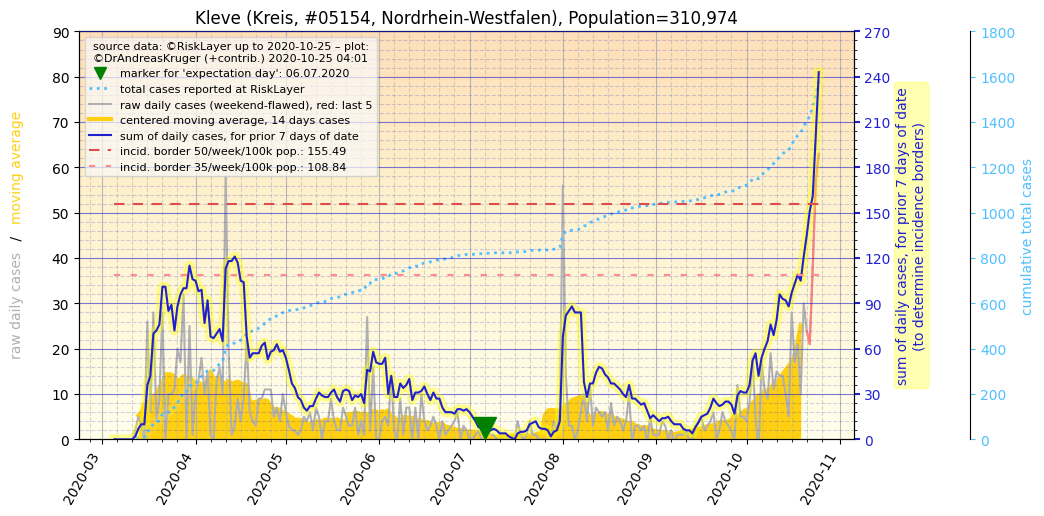 Kleve (Kreis, #05154, Nordrhein-Westfalen), Population=310,974
source data: ©RiskLayer up to 2020-10-25 – plot:
©DrAndreasKruger (+contrib.) 2020-10-25 04:01
marker for 'expectation day': 06.07.2020
total cases reported at RiskLayer
raw daily cases (weekend-flawed), red: last 5
centered moving average, 14 days cases
sum of daily cases, for prior 7 days of date
incid. border 50/week/100k pop.: 155.49
incid. border 35/week/100k pop.: 108.84
raw daily cases / moving average
90
80
70
60
50
40
30
20
10
0
2020-03
2020-04
2020-05
2020-06
2020-07
2020-08
2020-09
2020-10
2020-11
270
240
210
180
150
120
90
60
30
0
sum of daily cases, for prior 7 days of date
(to determine incidence borders)
1800
1600
1400
1200
1000
800
600
400
200
0
cumulative total cases